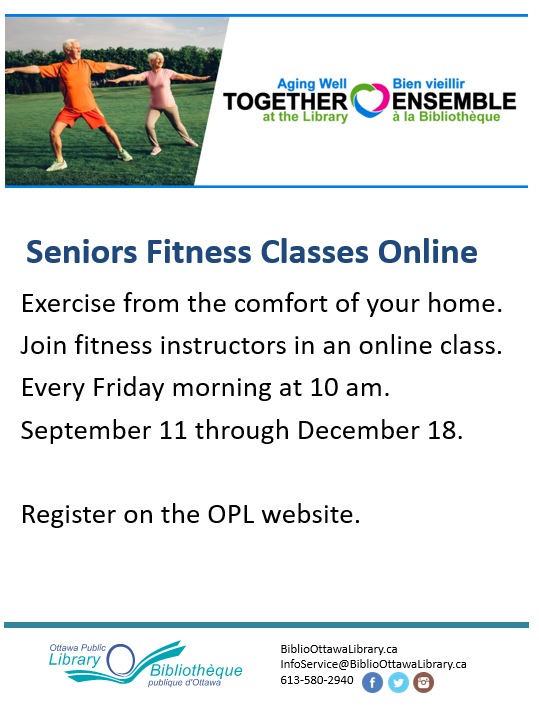 Aging Well
TOGETHER
at the Library
Bien vieillir
ENSEMBLE
à la Bibliothèque
Seniors Fitness Classes Online
Exercise from the comfort of your home.
Join fitness instructors in an online class.
Every Friday morning at 10 am.
September 11 through December 18.
Register on the OPL website.
Ottawa Public
Library
Bibliothèque
publique d'Ottawa
BiblioOttawaLibrary.ca
InfoService@BiblioOttawaLibrary.ca
613-580-2940